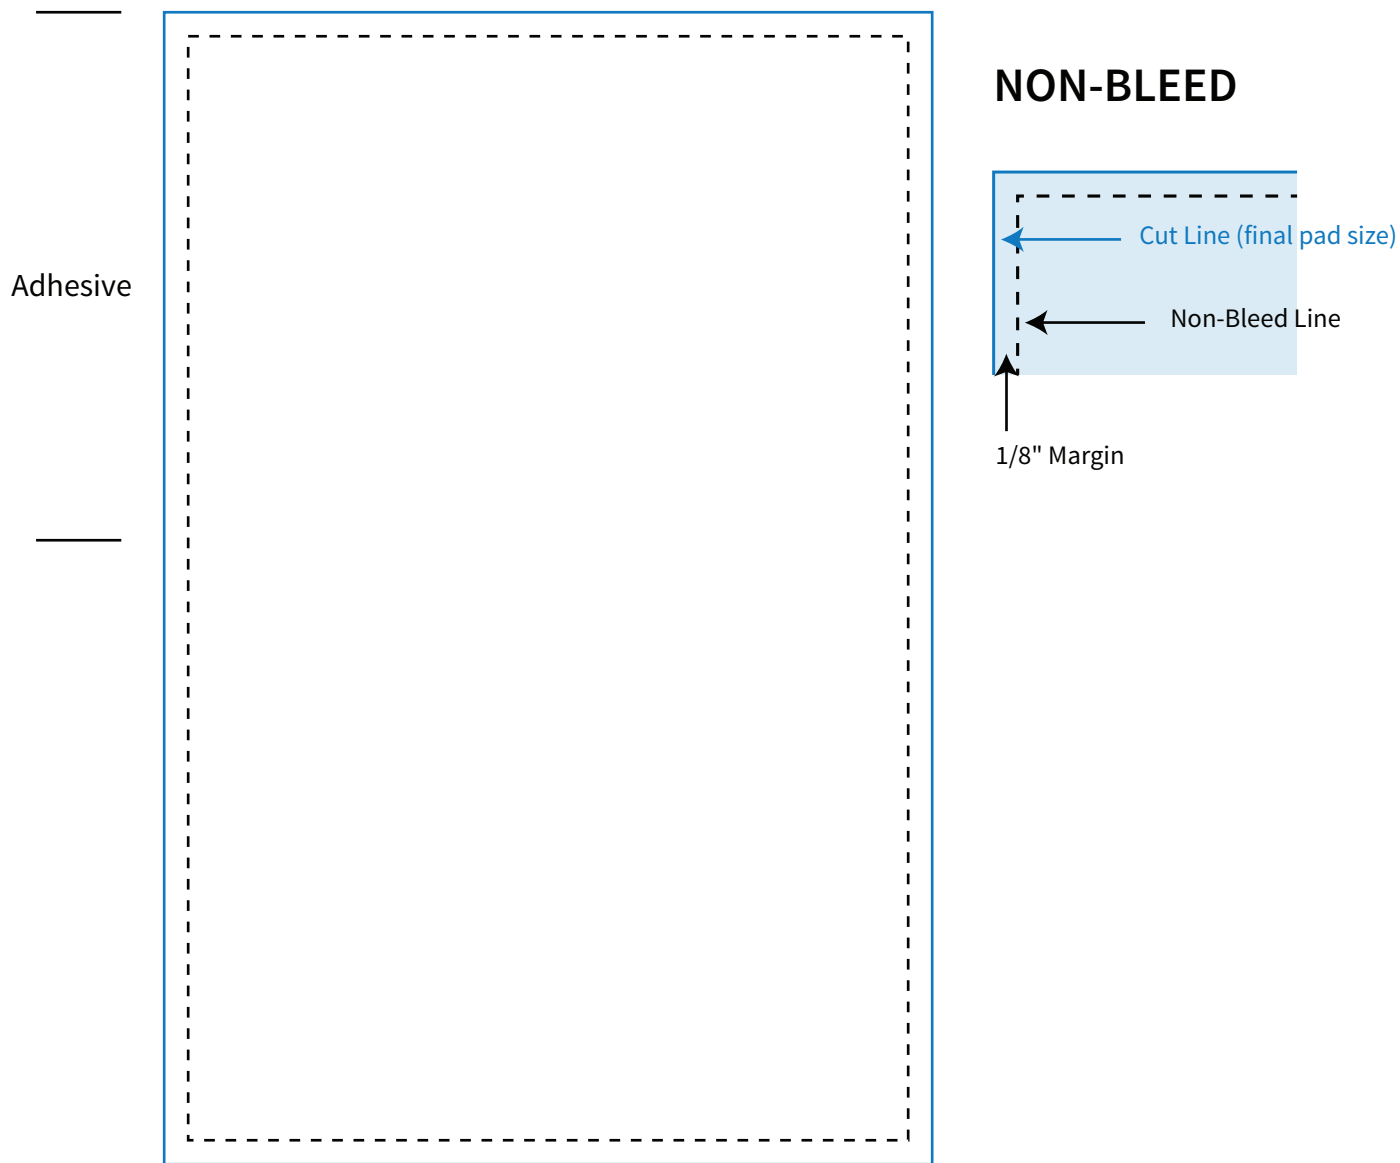 NON-BLEED
Cut Line (final pad size)
Adhesive
Non-Bleed Line
1/8" Margin